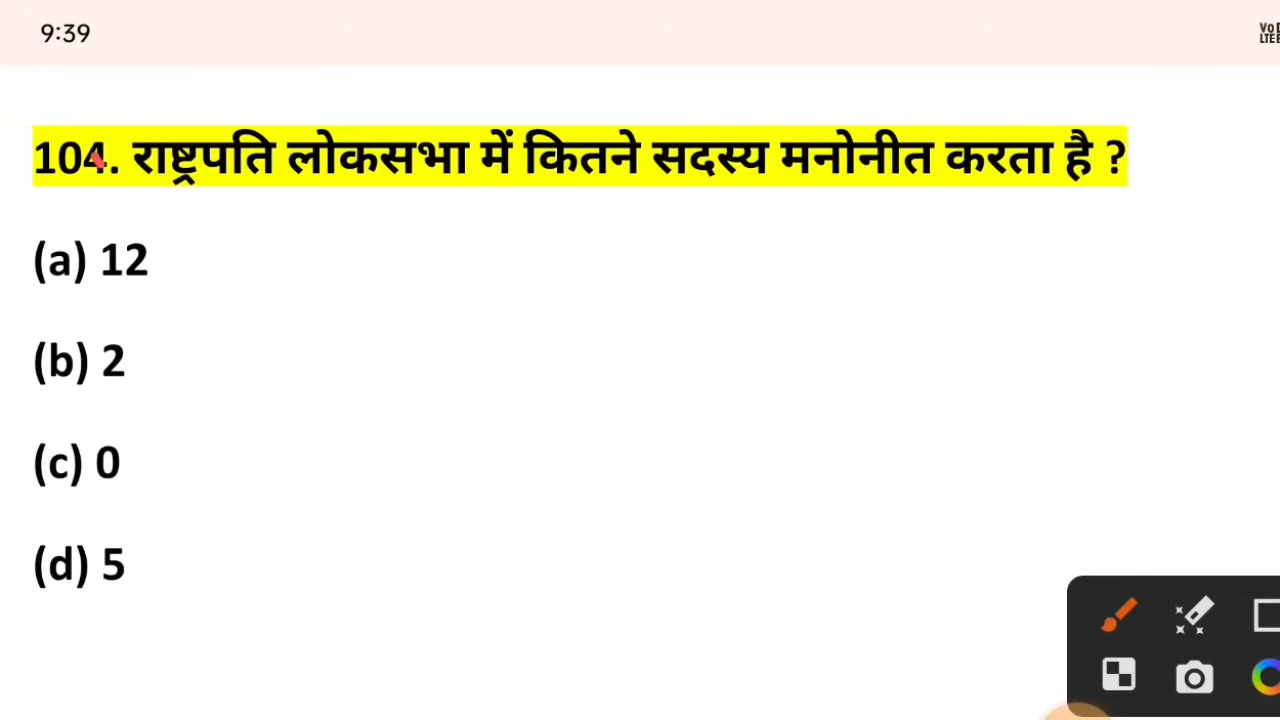 9:39
104. राष्ट्रपति लोकसभा में कितने सदस्य मनोनीत करता है ?
(a) 12
(b) 2
(c) 0
(d) 5